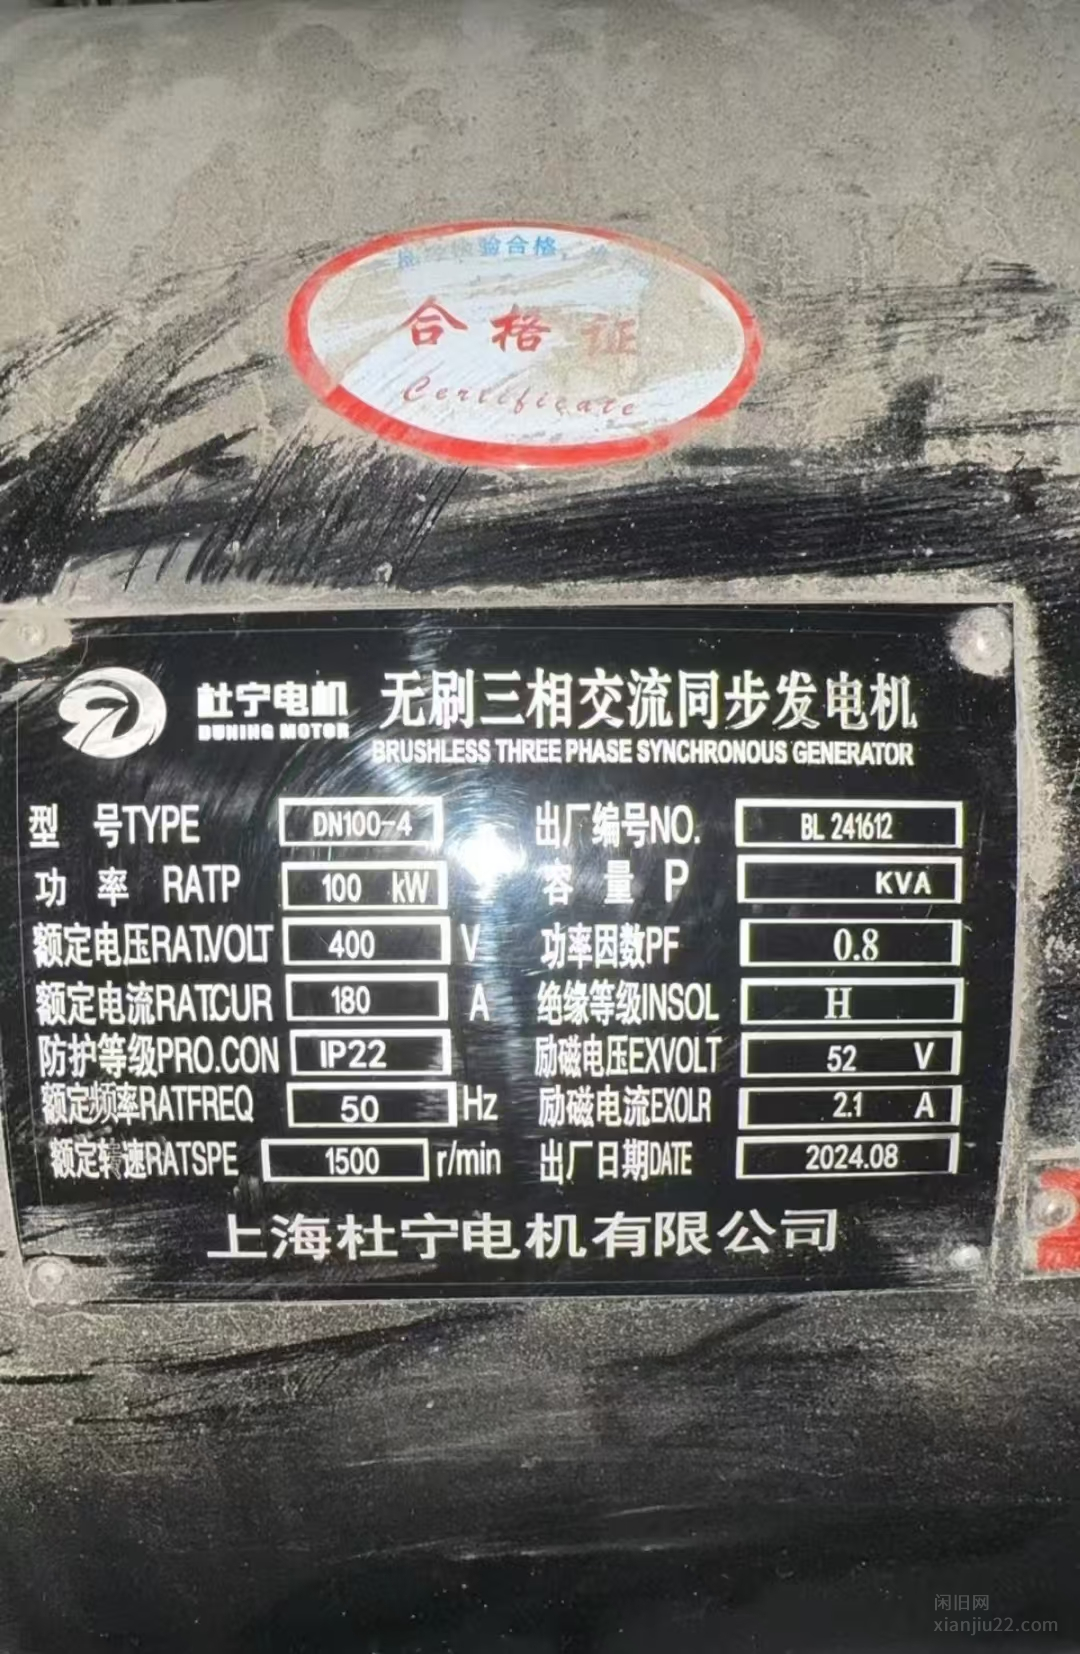 验合格,
合格证
Certificate
杜宁电机 无刷三相交流同步发电机
DUNING MOTOR BRUSHLESS THREE PHASE SYNCHRONOUS GENERATOR
型 号TYPE DN100-4 出厂编号NO. BL 241612
功 率 RATP 100 kW 容 量 P KVA
额定电压RAT.VOLT 400 V 功率因数PF 0.8
额定电流RAT.CUR 180 A 绝缘等级INSOL H
防护等级PRO.CON IP22 励磁电压EXVOLT 52 V
额定频率RATFREQ 50 Hz 励磁电流EXOLR 2.1 A
额定转速RATSPE 1500 r/min 出厂日期DATE 2024.08
上海杜宁电机有限公司
闲旧网
xianjiu22.com